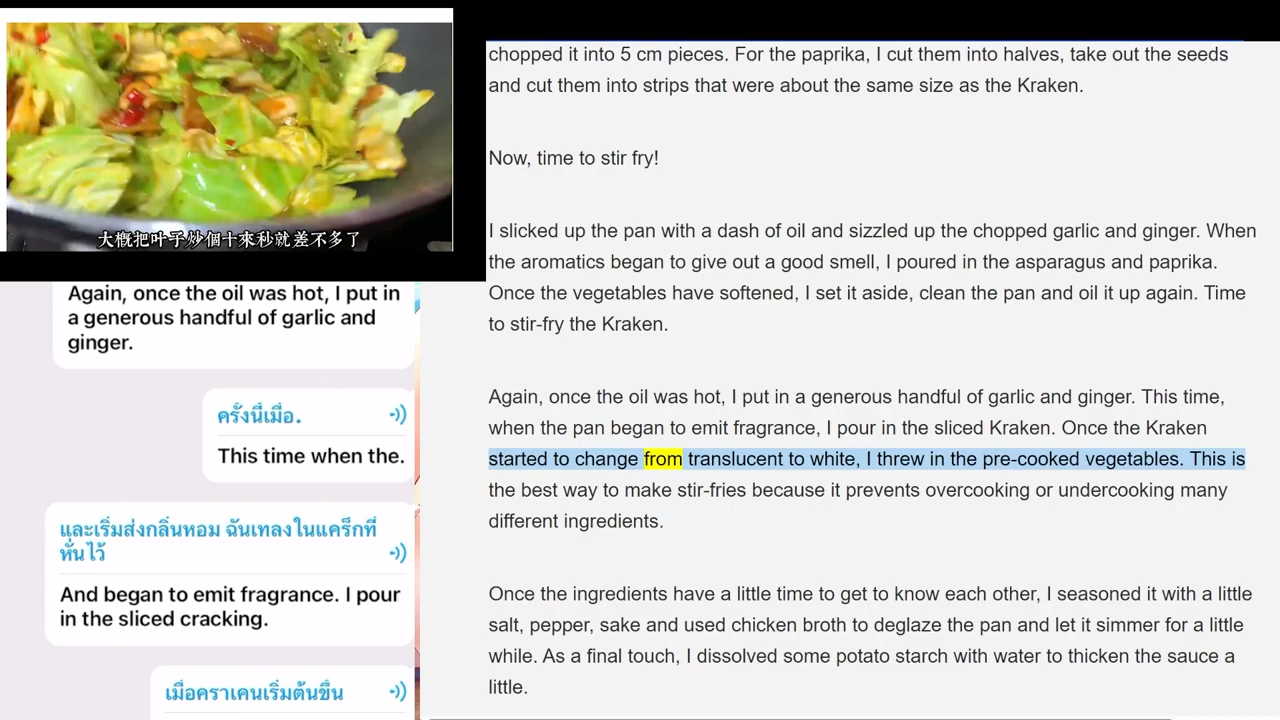 大概把叶子炒個十來秒就差不多了
Again, once the oil was hot, I put in
a generous handful of garlic and
ginger.
ครั้งนี้เมื่อ.
This time when the.
และเริ่มส่งกลิ่นหอม ฉันเทลงในแคร็กที่
หั่นไว้
And began to emit fragrance. I pour
in the sliced cracking.
เมื่อคราเคนเริ่มต้นขึ้น
chopped it into 5 cm pieces. For the paprika, I cut them into halves, take out the seeds
and cut them into strips that were about the same size as the Kraken.
Now, time to stir fry!
I slicked up the pan with a dash of oil and sizzled up the chopped garlic and ginger. When
the aromatics began to give out a good smell, I poured in the asparagus and paprika.
Once the vegetables have softened, I set it aside, clean the pan and oil it up again. Time
to stir-fry the Kraken.
Again, once the oil was hot, I put in a generous handful of garlic and ginger. This time,
when the pan began to emit fragrance, I pour in the sliced Kraken. Once the Kraken
started to change from translucent to white, I threw in the pre-cooked vegetables. This is
the best way to make stir-fries because it prevents overcooking or undercooking many
different ingredients.
Once the ingredients have a little time to get to know each other, I seasoned it with a little
salt, pepper, sake and used chicken broth to deglaze the pan and let it simmer for a little
while. As a final touch, I dissolved some potato starch with water to thicken the sauce a
little.